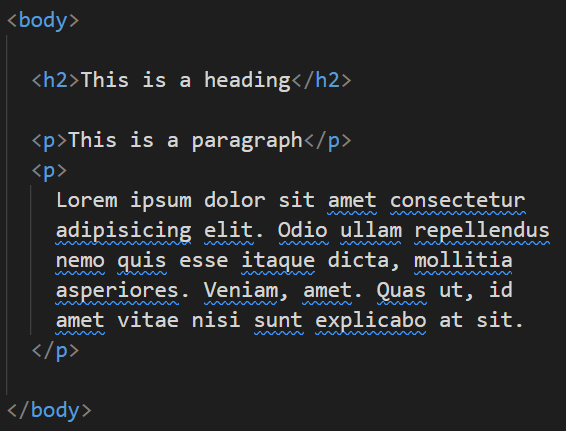 <body>
<h2>This is a heading</h2>
<p>This is a paragraph</p>
<p>
Lorem ipsum dolor sit amet consectetur
adipisicing elit. Odio ullam repellendus
nemo quis esse itaque dicta, mollitia
asperiores. Veniam, amet. Quas ut, id
amet vitae nisi sunt explicabo at sit.
</p>
</body>